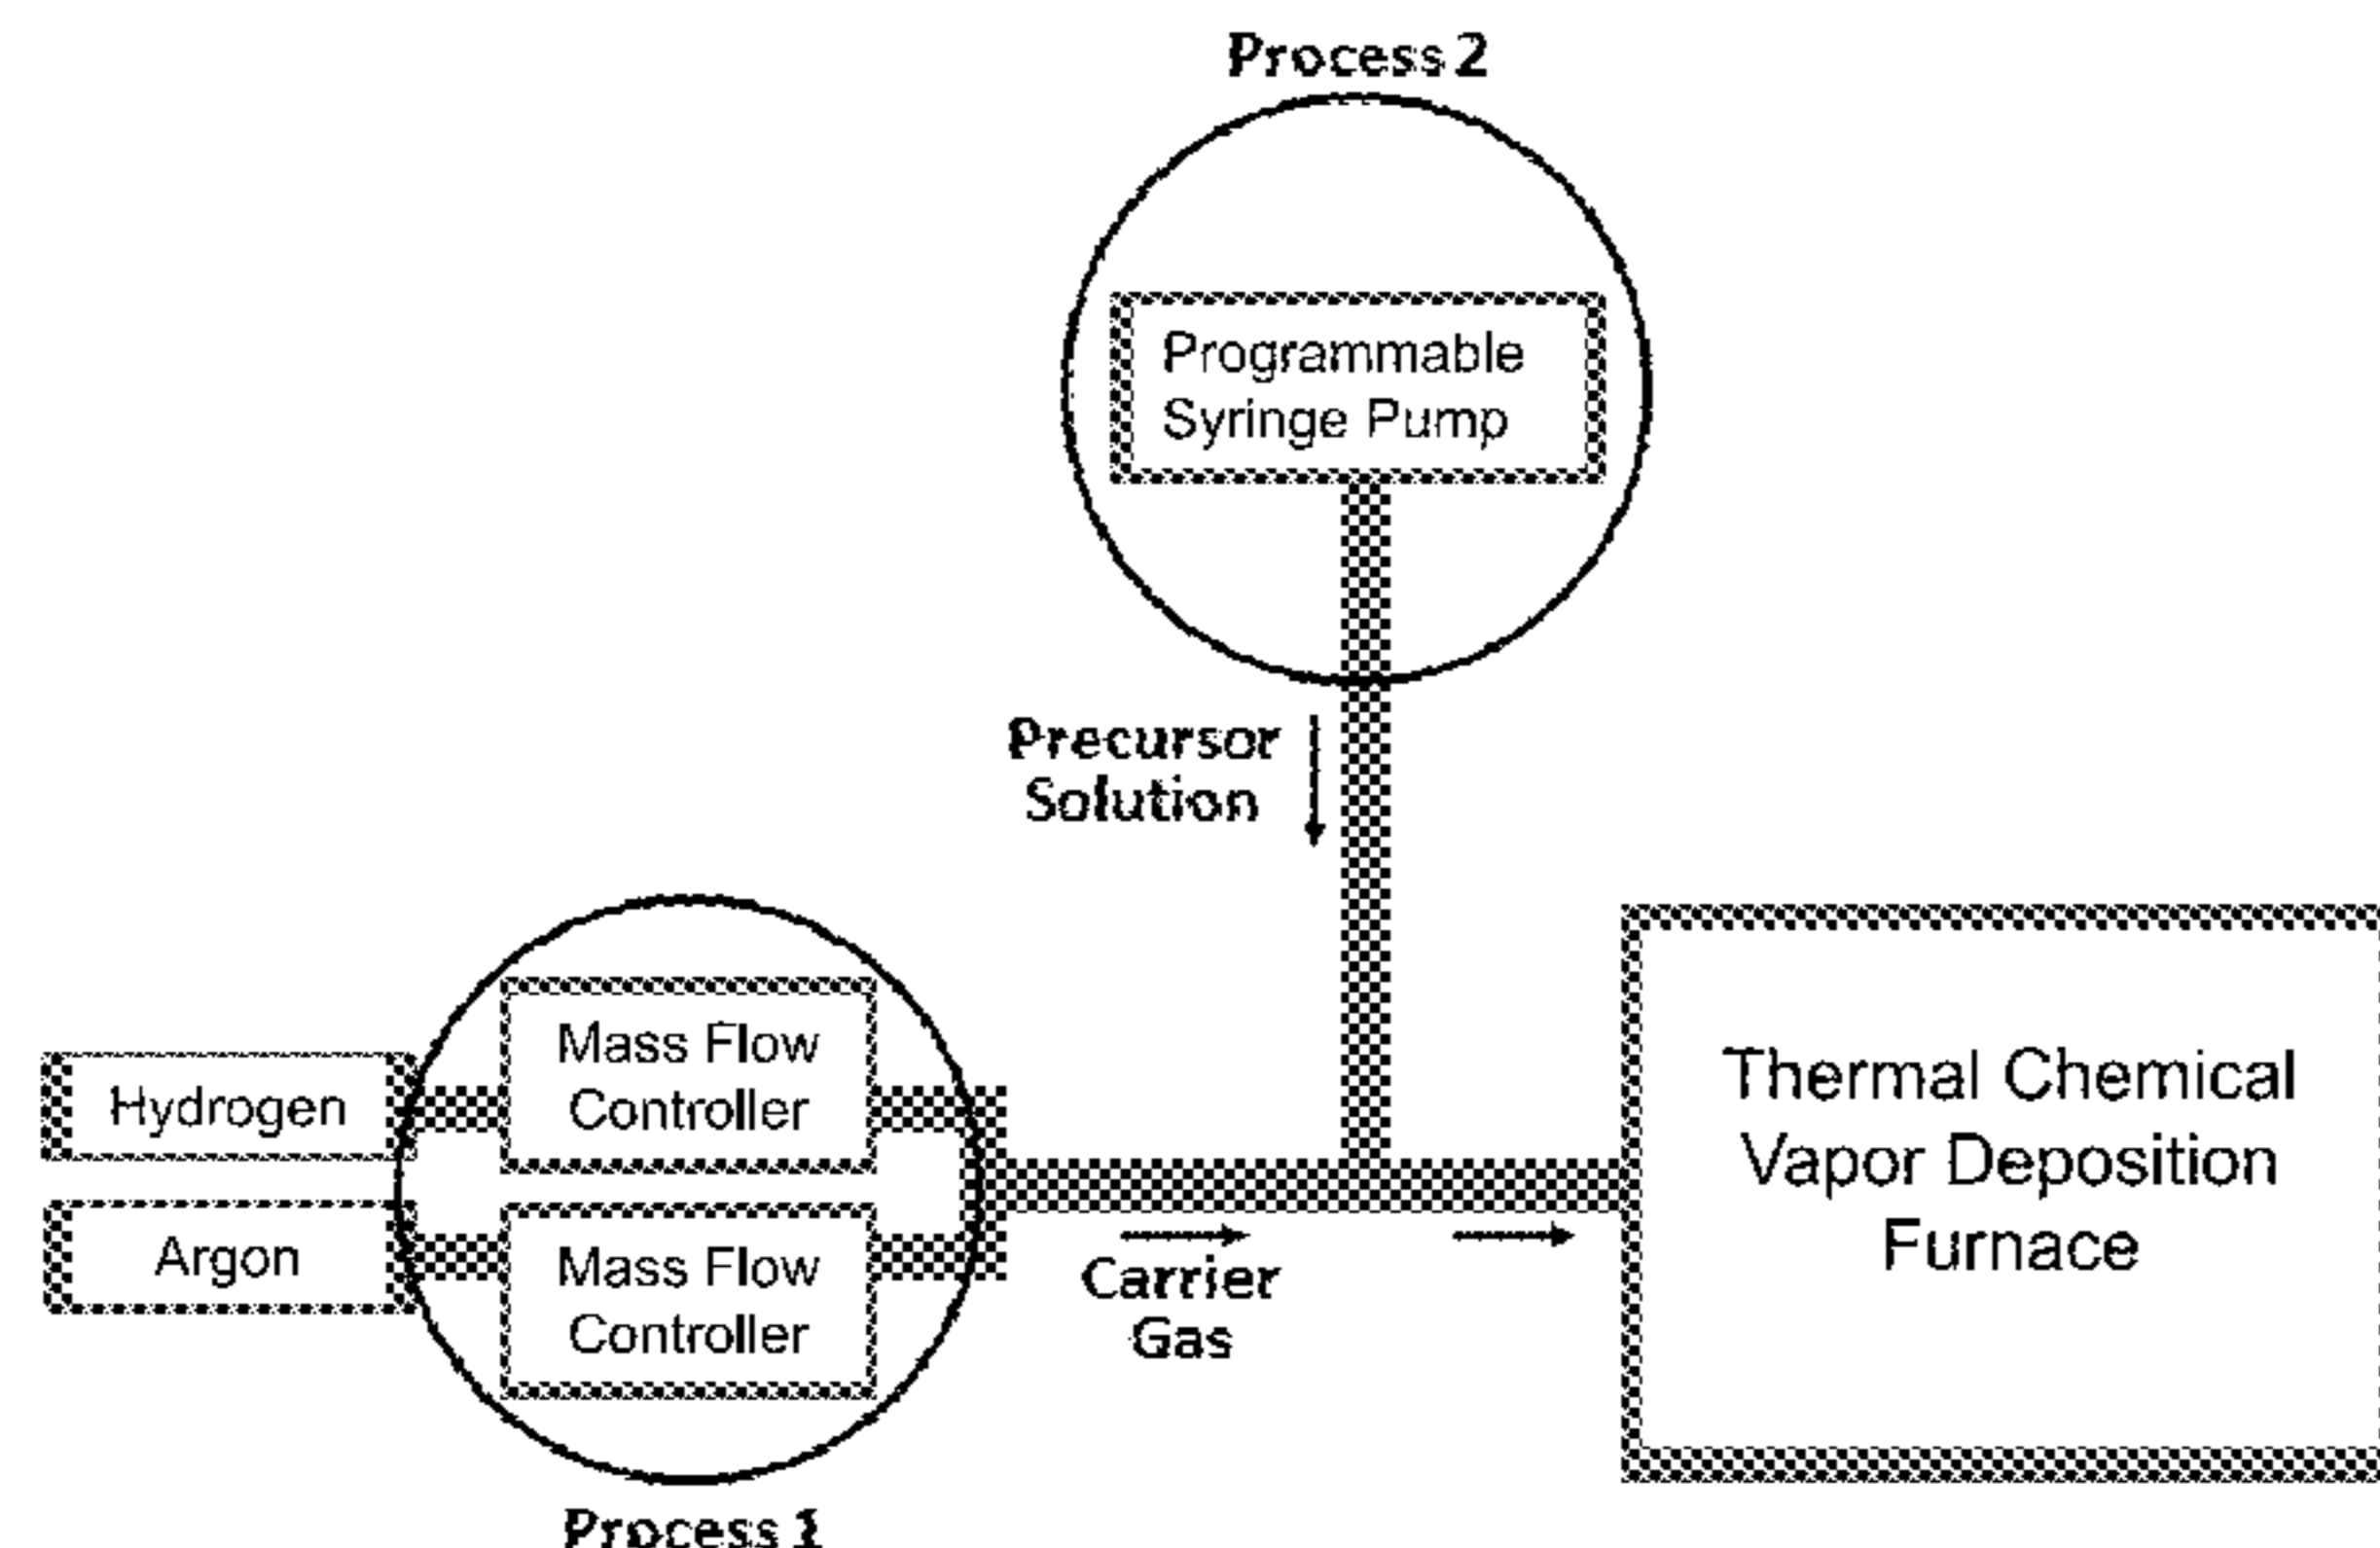 Process 2
Programmable
Syringe Pump
Precursor
Solution
Mass Flow
Controller
Hydrogen
Argon
Mass Flow
Controller
Carrier
Gas
Thermal Chemical
Vapor Deposition
Furnace
Process 1